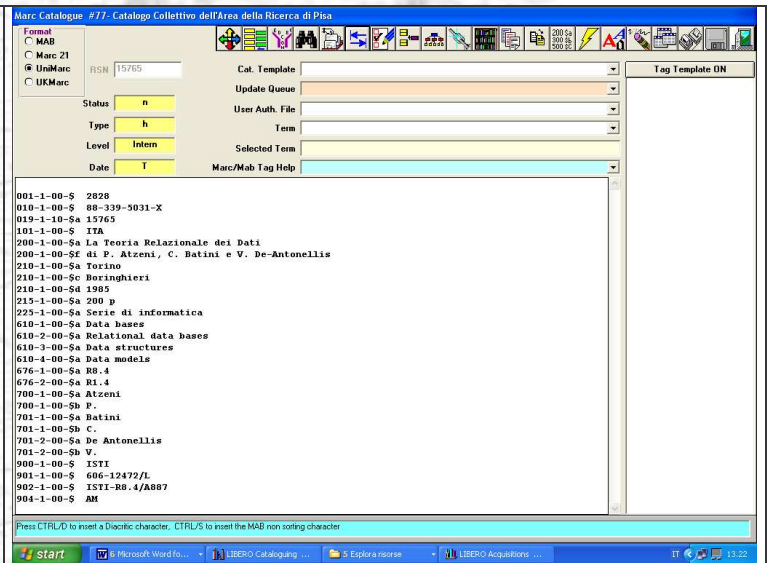 Marc Catalogue #77- Catalogo Collettivo dell'Area della Ricerca di Pisa
Format
MAB
Marc 21
UniMarc
UKMarc
RSN 15765
Status n
Type h
Level Intern
Date T
Cat. Template
Update Queue
User Auth. File
Term
Selected Term
Marc/Mab Tag Help
Tag Template ON
001-1-00-$ 2828
010-1-00-$ 88-339-5031-X
019-1-10-$a 15765
101-1-00-$ ITA
200-1-00-$a La Teoria Relazionale dei Dati
200-1-00-$f di P. Atzeni, C. Batini e V. De-Antonellis
210-1-00-$a Torino
210-1-00-$c Boringhieri
210-1-00-$d 1985
215-1-00-$a 200 p
225-1-00-$a Serie di informatica
610-1-00-$a Data bases
610-2-00-$a Relational data bases
610-3-00-$a Data structures
610-4-00-$a Data models
676-1-00-$a R8.4
676-2-00-$a R1.4
700-1-00-$a Atzeni
700-1-00-$b P.
701-1-00-$a Batini
701-1-00-$b C.
701-2-00-$a De Antonellis
701-2-00-$b V.
900-1-00-$ ISTI
901-1-00-$ 606-12472/L
902-1-00-$ ISTI-R8.4/A887
904-1-00-$ AM
Press CTRL/D to insert a Diacritic character, CTRL/S to insert the MAB non sorting character
start 6 Microsoft Word fo... LIBERO Cataloguing ... 5 Esplora risorse LIBERO Acquisitions ... IT 13.22